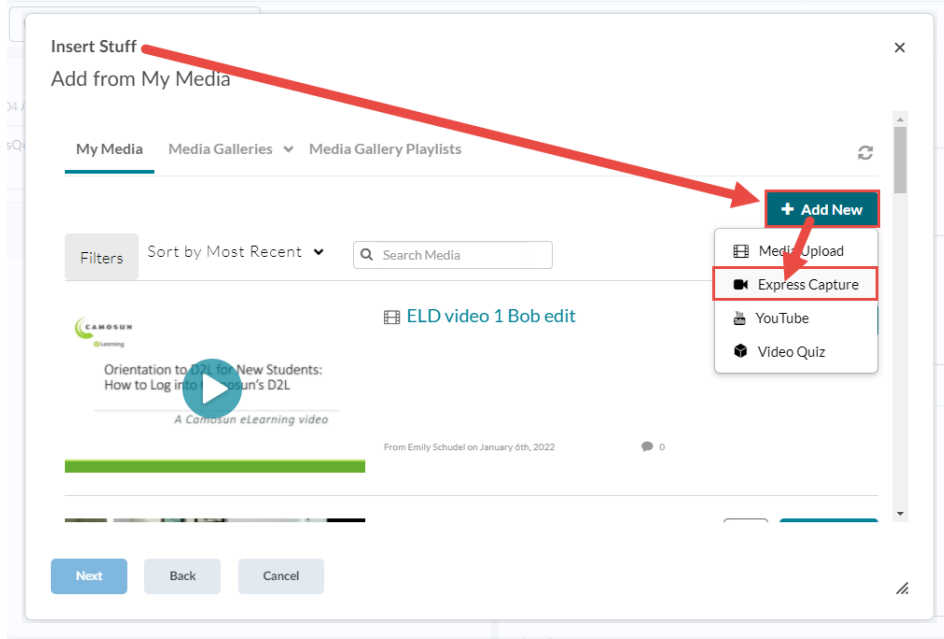 Insert Stuff
Add from My Media
04
sQu
My Media Media Galleries Media Gallery Playlists
+ Add New
Filters Sort by Most Recent Search Media
Media Upload
Express Capture
YouTube
Video Quiz
ELD video 1 Bob edit
CAMOSUN
eLearning
Orientation to D2L for New Students:
How to Log into Camosun's D2L
A Camosun eLearning video
From Emily Schudel on January 6th, 2022 0
Next Back Cancel